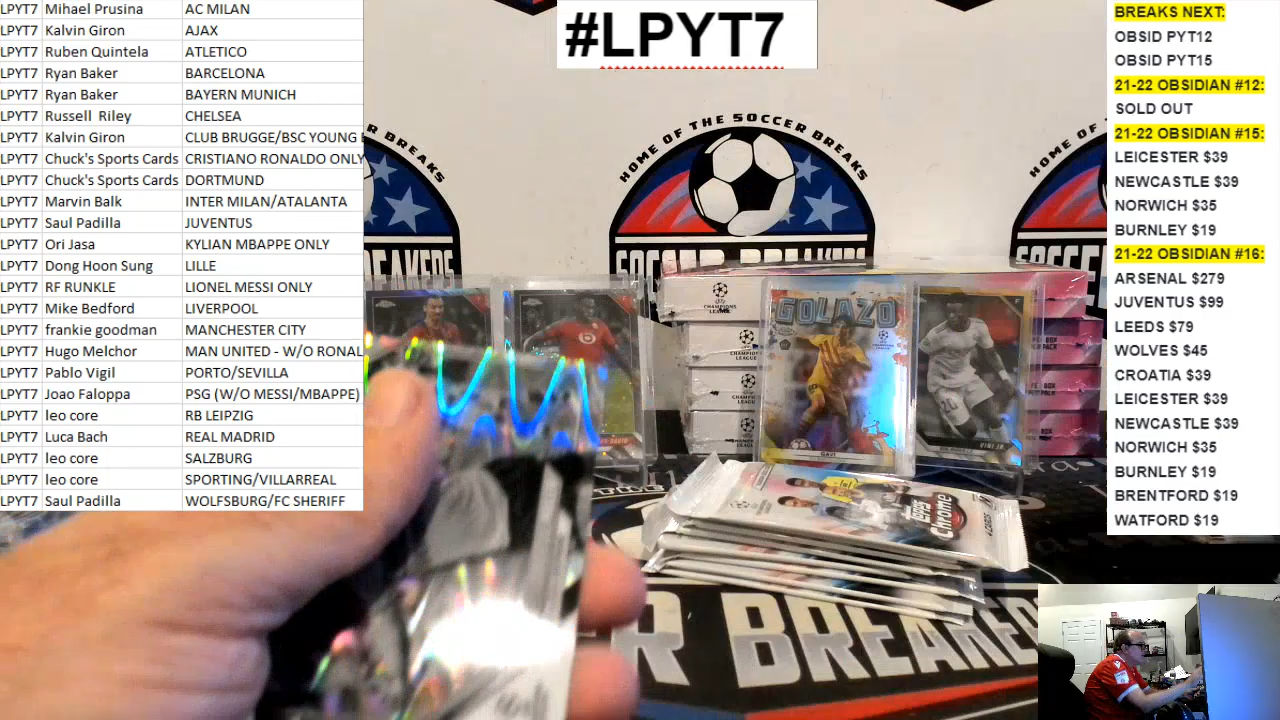 LPYT7 Mihael Prusina AC MILAN
LPYT7 Kalvin Giron AJAX
LPYT7 Ruben Quintela ATLETICO
LPYT7 Ryan Baker BARCELONA
LPYT7 Ryan Baker BAYERN MUNICH
LPYT7 Russell Riley CHELSEA
LPYT7 Kalvin Giron CLUB BRUGGE/BSC YOUNG
LPYT7 Chuck's Sports Cards CRISTIANO RONALDO ONLY
LPYT7 Chuck's Sports Cards DORTMUND
LPYT7 Marvin Balk INTER MILAN/ATALANTA
LPYT7 Saul Padilla JUVENTUS
LPYT7 Ori Jasa KYLIAN MBAPPE ONLY
LPYT7 Dong Hoon Sung LILLE
LPYT7 RF RUNKLE LIONEL MESSI ONLY
LPYT7 Mike Bedford LIVERPOOL
LPYT7 frankie goodman MANCHESTER CITY
LPYT7 Hugo Melchor MAN UNITED - W/O RONAL
LPYT7 Pablo Vigil PORTO/SEVILLA
LPYT7 Joao Faloppa PSG (W/O MESSI/MBAPPE)
LPYT7 leo core RB LEIPZIG
LPYT7 Luca Bach REAL MADRID
LPYT7 leo core SALZBURG
LPYT7 leo core SPORTING/VILLARREAL
LPYT7 Saul Padilla WOLFSBURG/FC SHERIFF
#LPYT7
HOME OF THE SOCCER BREAKS
SOCCER BREAKERS
GOLAZO
GAVI
VINI JR.
CHAMPIONS LEAGUE
Topps Chrome
BREAKER
BREAKS NEXT:
OBSID PYT12
OBSID PYT15
21-22 OBSIDIAN #12:
SOLD OUT
21-22 OBSIDIAN #15:
LEICESTER $39
NEWCASTLE $39
NORWICH $35
BURNLEY $19
21-22 OBSIDIAN #16:
ARSENAL $279
JUVENTUS $99
LEEDS $79
WOLVES $45
CROATIA $39
LEICESTER $39
NEWCASTLE $39
NORWICH $35
BURNLEY $19
BRENTFORD $19
WATFORD $19